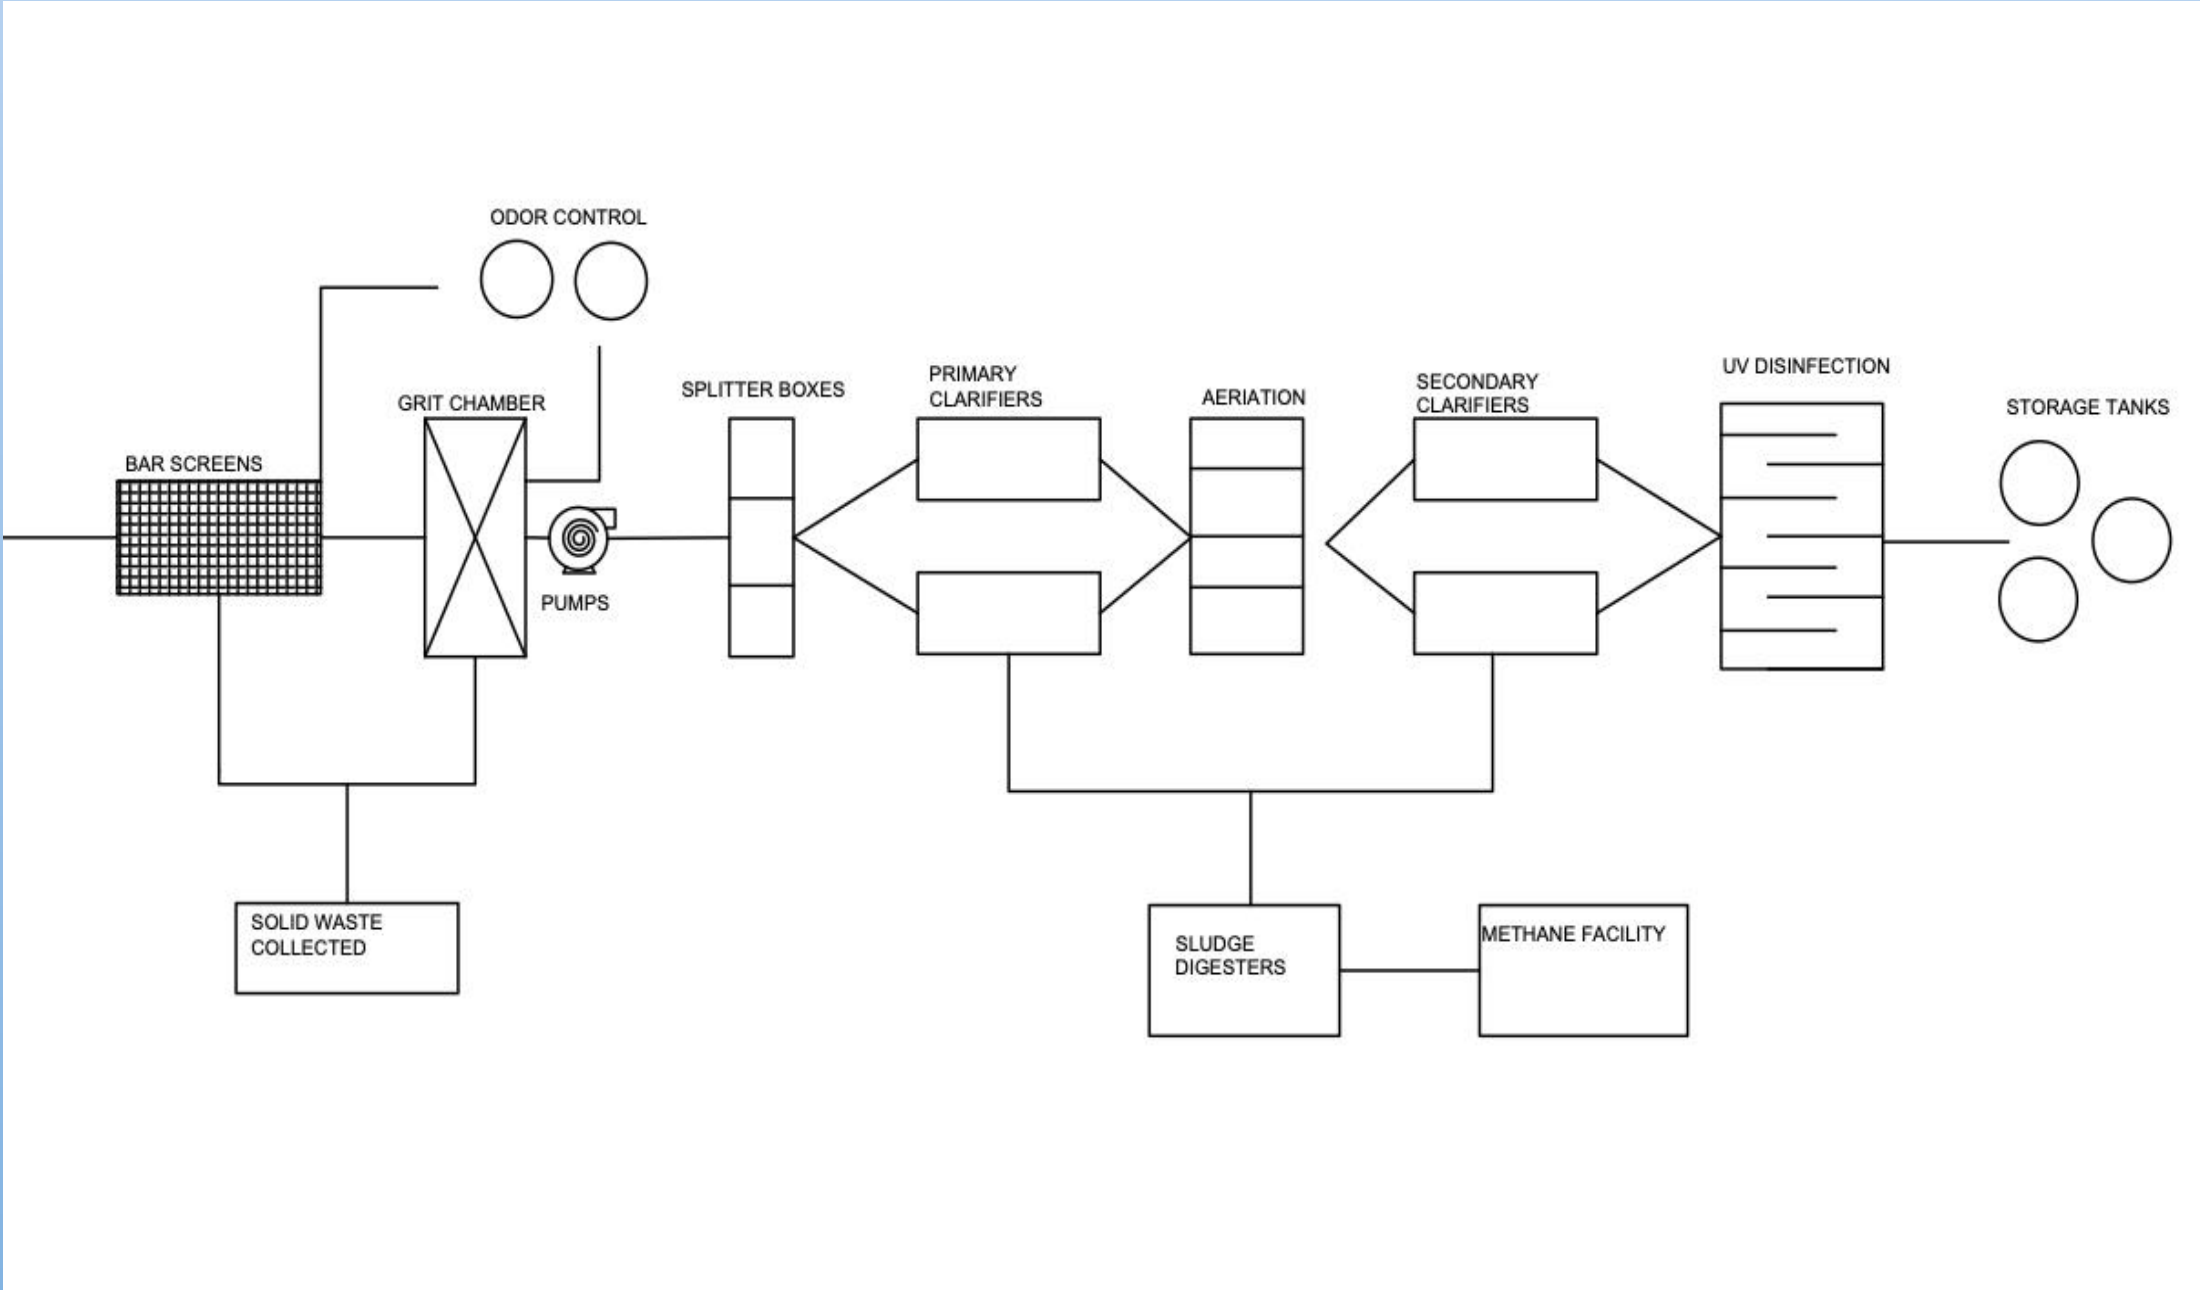 ODOR CONTROL
UV DISINFECTION
PRIMARY
CLARIFIERS
SECONDARY
CLARIFIERS
SPLITTER BOXES
AERIATION
GRIT CHAMBER
STORAGE TANKS
BAR SCREENS
PUMPS
SOLID WASTE
COLLECTED
SLUDGE
DIGESTERS
METHANE FACILITY